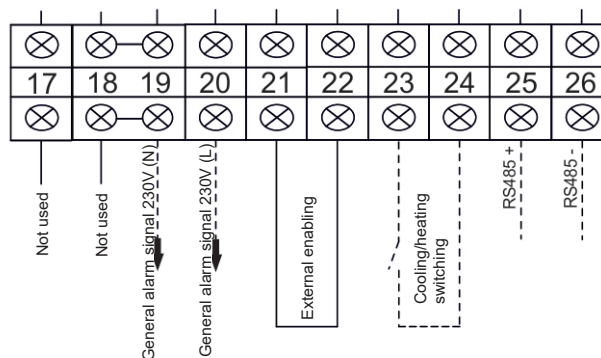 17 18 19 20 21 22 23 24 25 26
Not used
Not used
General alarm signal 230V (N)
General alarm signal 230V (L)
External enabling
Cooling/heating
switching
RS485 +
RS485 -